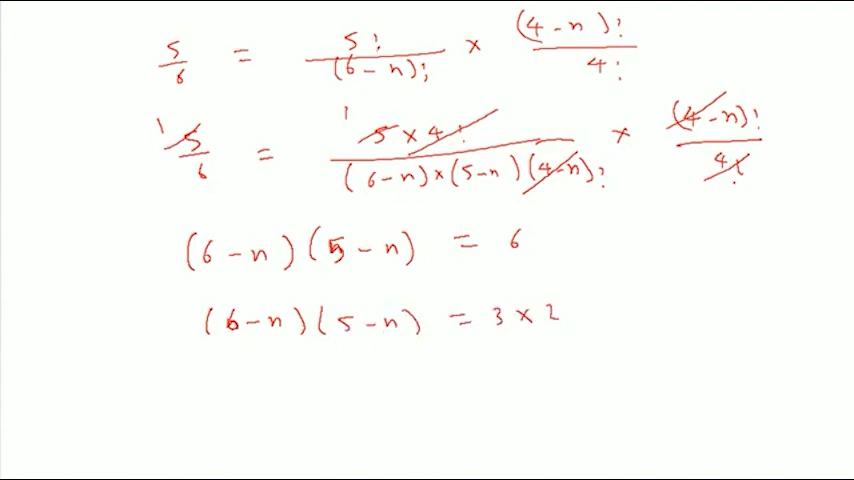 5/6 = 5!/(6-n)! × (4-n)!/4!
1 5/6 = 1 5×4!/(6-n)×(5-n)(4-n)! × (4-n)!/4!
(6-n)(5-n) = 6
(6-n)(5-n) = 3×2